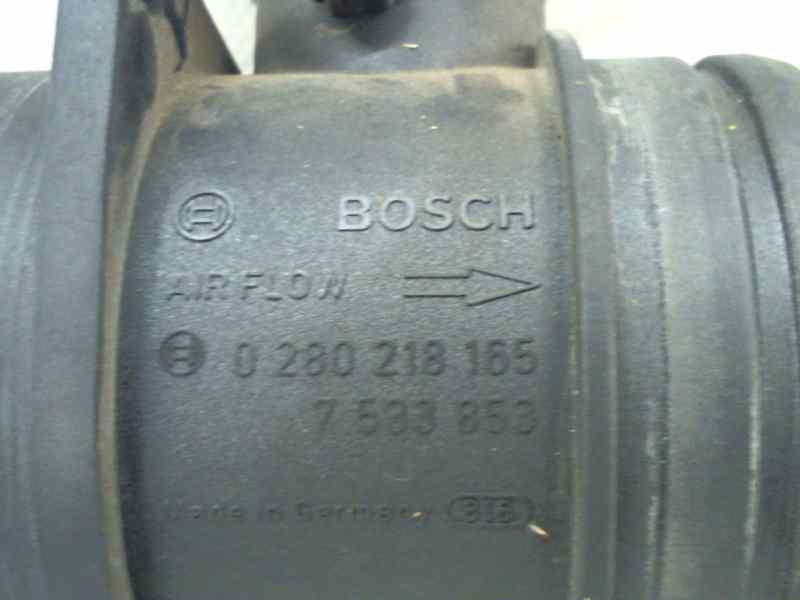 BOSCH
AIR FLOW
0 280 218 165
7 533 853
Made in Germany